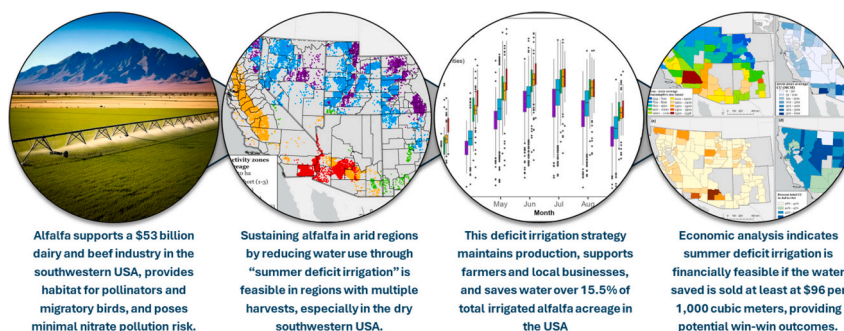 Alfalfa supports a $53 billion
dairy and beef industry in the
southwestern USA, provides
habitat for pollinators and
migratory birds, and poses
minimal nitrate pollution risk.
Sustaining alfalfa in arid regions
by reducing water use through
“summer deficit irrigation” is
feasible in regions with multiple
harvests, especially in the dry
southwestern USA.
May Jun Jul Aug
Month
This deficit irrigation strategy
maintains production, supports
farmers and local businesses,
and saves water over 15.5% of
total irrigated alfalfa acreage in
the USA
Economic analysis indicates
summer deficit irrigation is
financially feasible if the water
saved is sold at least at $96 per
1,000 cubic meters, providing
potential win-win outcomes.